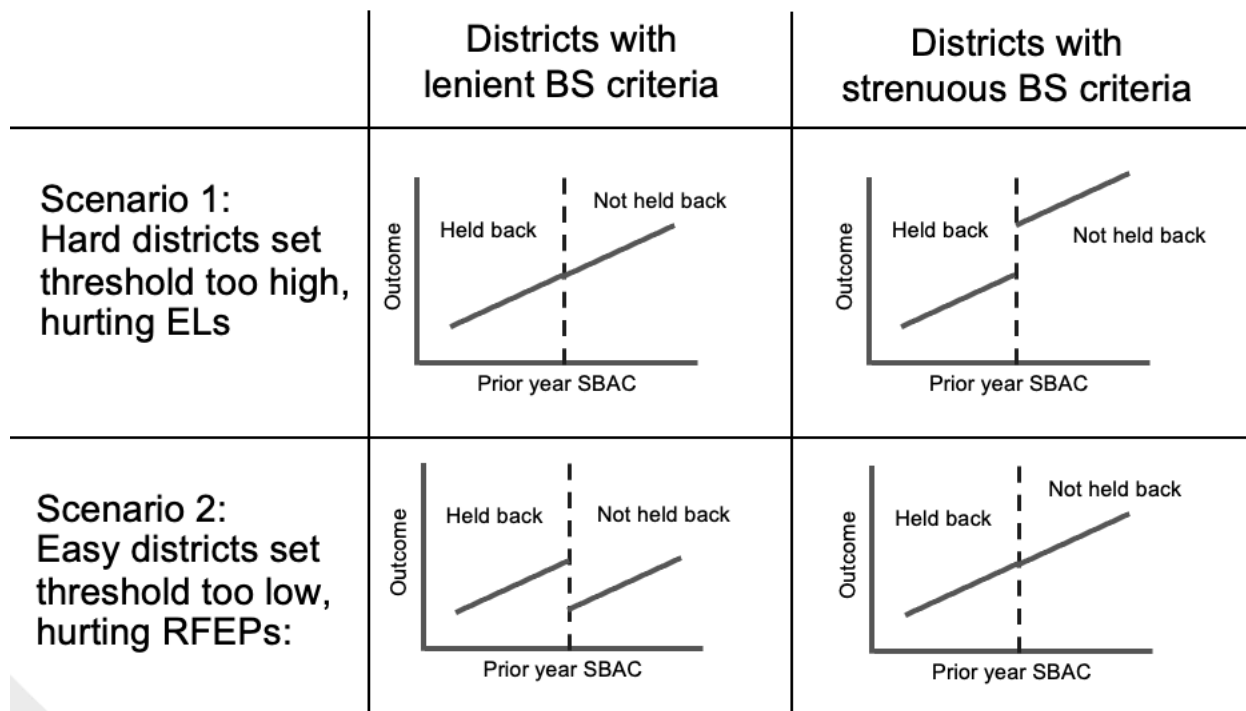 Districts with
lenient BS criteria
Districts with
strenuous BS criteria
Scenario 1:
Hard districts set
threshold too high,
hurting ELs
Outcome
Held back
Not held back
Prior year SBAC
Outcome
Held back
Not held back
Prior year SBAC
Scenario 2:
Easy districts set
threshold too low,
hurting RFEPs:
Outcome
Held back
Not held back
Prior year SBAC
Outcome
Held back
Not held back
Prior year SBAC